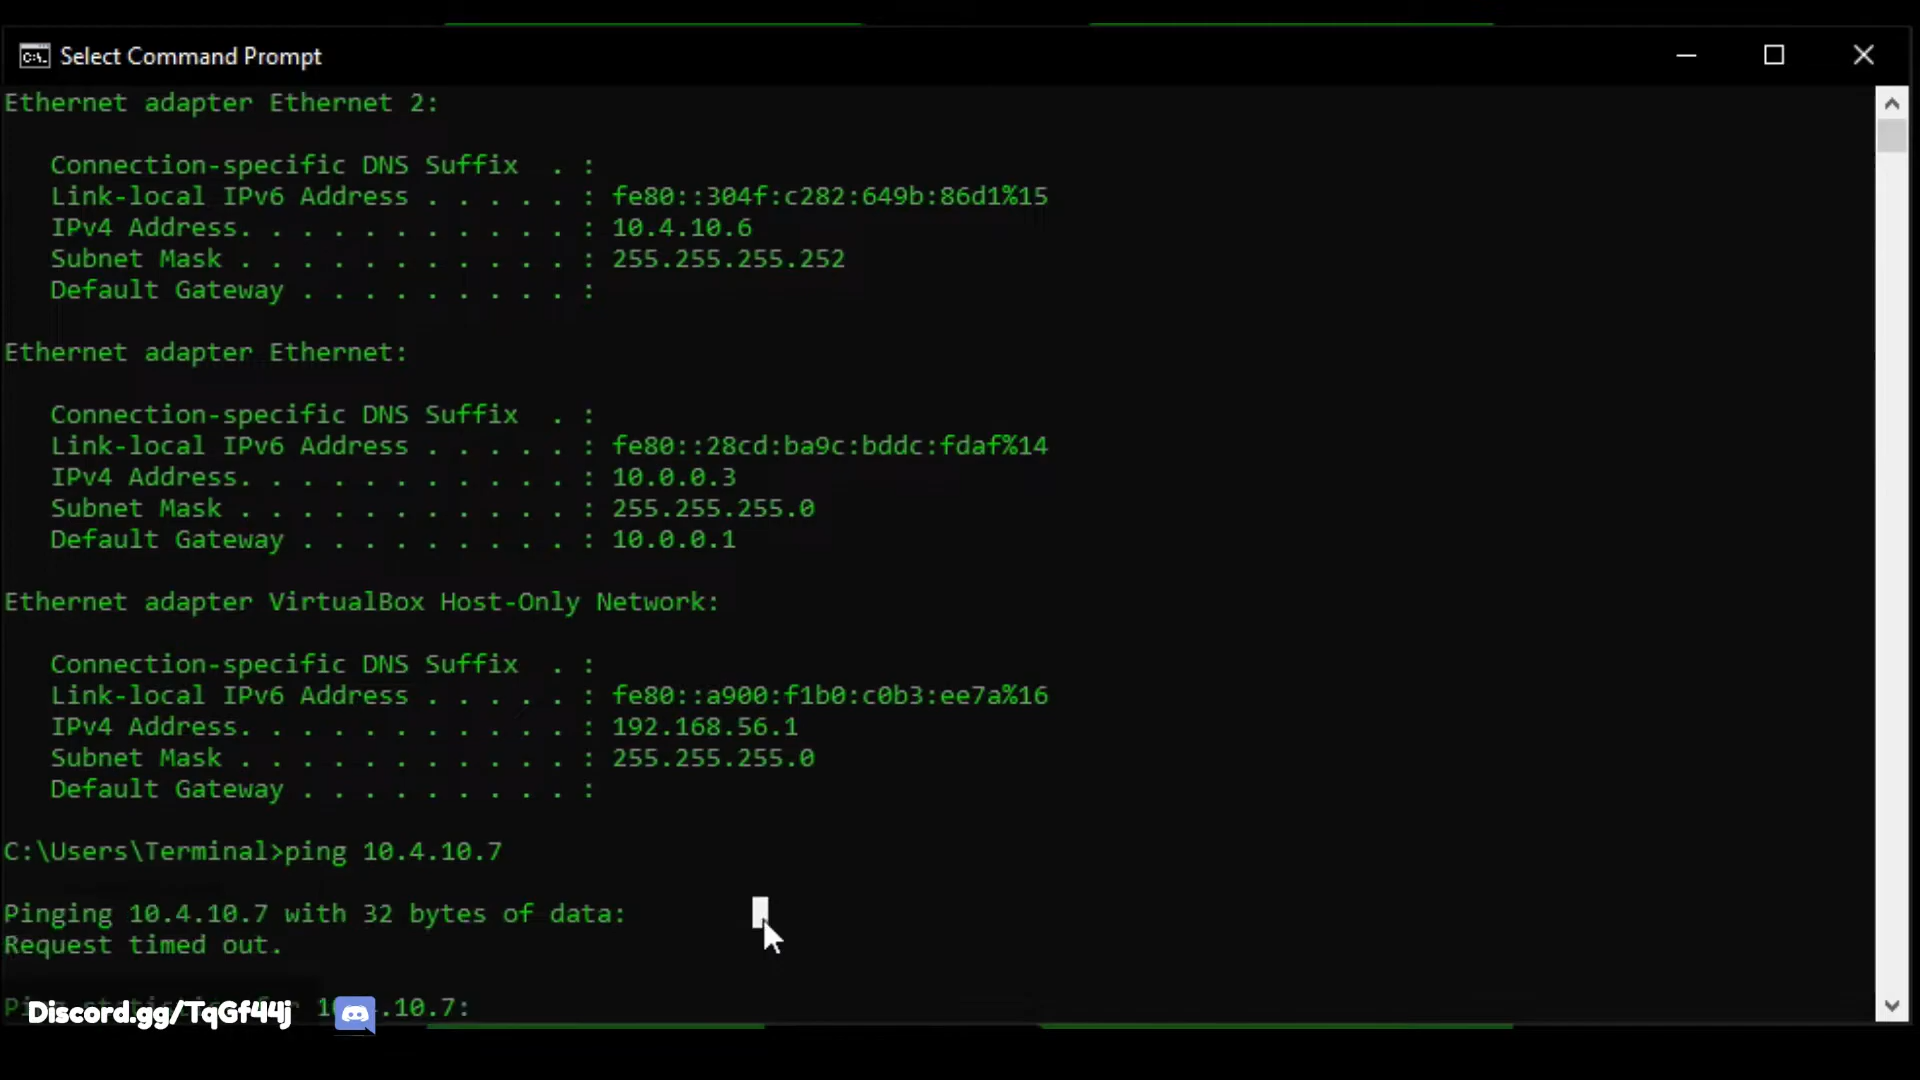 Select Command Prompt
Ethernet adapter Ethernet 2:
Connection-specific DNS Suffix . :
Link-local IPv6 Address . . . . . : fe80::304f:c282:649b:86d1%15
IPv4 Address. . . . . . . . . . . : 10.4.10.6
Subnet Mask . . . . . . . . . . . : 255.255.255.252
Default Gateway . . . . . . . . . :
Ethernet adapter Ethernet:
Connection-specific DNS Suffix . :
Link-local IPv6 Address . . . . . : fe80::28cd:ba9c:bddc:fdaf%14
IPv4 Address. . . . . . . . . . . : 10.0.0.3
Subnet Mask . . . . . . . . . . . : 255.255.255.0
Default Gateway . . . . . . . . . : 10.0.0.1
Ethernet adapter VirtualBox Host-Only Network:
Connection-specific DNS Suffix . :
Link-local IPv6 Address . . . . . : fe80::a900:f1b0:c0b3:ee7a%16
IPv4 Address. . . . . . . . . . . : 192.168.56.1
Subnet Mask . . . . . . . . . . . : 255.255.255.0
Default Gateway . . . . . . . . . :
C:\Users\Terminal>ping 10.4.10.7
Pinging 10.4.10.7 with 32 bytes of data:
Request timed out.
Discord.gg/TqGf44j